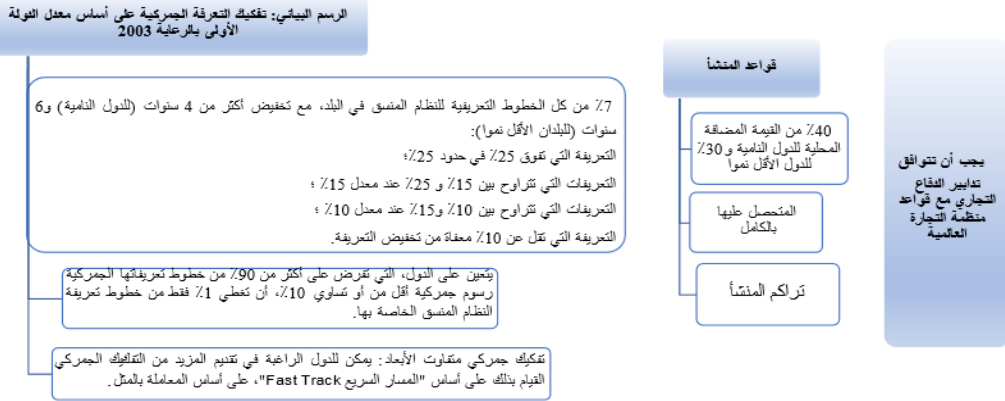 الرسم البياني: تفكيك التعرفة الجمركية على أساس معدل الدولة
الأولى بالرعاية 2003
7٪ من كل الخطوط التعريفية للنظام المنسق في البلد، مع تخفيض أكثر من 4 سنوات (للدول النامية) و6
سنوات (للبلدان الأقل نموا):
التعريفة التي تفوق 25٪ في حدود 25٪؛
التعريفات التي تتراوح بين 15٪ و 25٪ عند معدل 15٪ ؛
التعريفات التي تتراوح بين 10٪ و15٪ عند معدل 10٪ ؛
التعريفة التي تقل عن 10٪ معفاة من تخفيض التعريفة.
يتعين على الدول، التي تفرض على أكثر من 90٪ من خطوط تعريفاتها الجمركية
رسوم جمركية أقل من أو تساوي 10٪، أن تغطي 1٪ فقط من خطوط تعريفة
النظام المنسق الخاصة بها.
تفكيك جمركي متفاوت الأبعاد: يمكن للدول الراغبة في تقديم المزيد من التفكيك الجمركي
القيام بذلك على أساس "المسار السريع Fast Track"، على أساس المعاملة بالمثل.
قواعد المنشأ
40٪ من القيمة المضافة
المحلية للدول النامية و 30٪
للدول الأقل نموا
المتحصل عليها
بالكامل
تراكم المنشأ
يجب أن تتوافق
تدابير الدفاع
التجاري مع قواعد
منظمة التجارة
العالمية